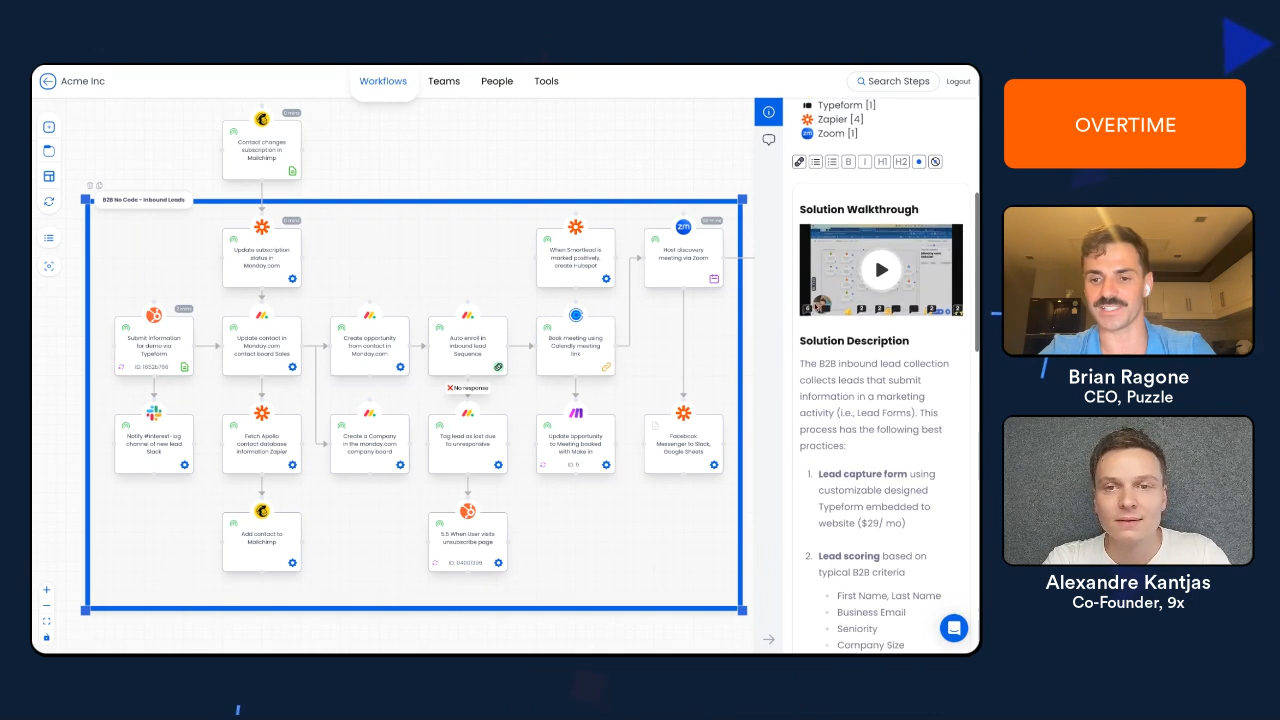 Acme Inc
Workflows
Teams
People
Tools
Search Steps
Logout
0 mins
Contact changes
subscription in
Mailchimp
B2B No Code - Inbound Leads
0 mins
Update subscription
status in
Monday.com
When Smartlead is
marked positively,
create Hubspot
zm
Host discovery
meeting via Zoom
Submit information
for demo via
Typeform
Update contact in
Monday.com
contact board Sales
Create opportunity
from contact in
Monday.com
Auto enroll in
inbound lead
Sequence
Book meeting using
Calendly meeting
link
No response
Notify #interest-log
channel of new lead
Slack
Fetch Apollo
contact database
information Zapier
Create a Company
in the monday.com
company board
Tag lead as lost due
to unresponsive
Update opportunity
to Meeting booked
with Make in
Facebook
Messenger to Slack,
Google Sheets
Add contact to
Mailchimp
5.5 When User visits
unsubscribe page
Typeform [1]
Zapier [4]
zm Zoom [1]
B I H1 H2
Solution Walkthrough
Solution Description
The B2B inbound lead collection
collects leads that submit
information in a marketing
activity (i.e., Lead Forms). This
process has the following best
practices:
1. Lead capture form using
customizable designed
Typeform embedded to
website ($29/ mo)
2. Lead scoring based on
typical B2B criteria
First Name, Last Name
Business Email
Seniority
Company Size
OVERTIME
Brian Ragone
CEO, Puzzle
Alexandre Kantjas
Co-Founder, 9x